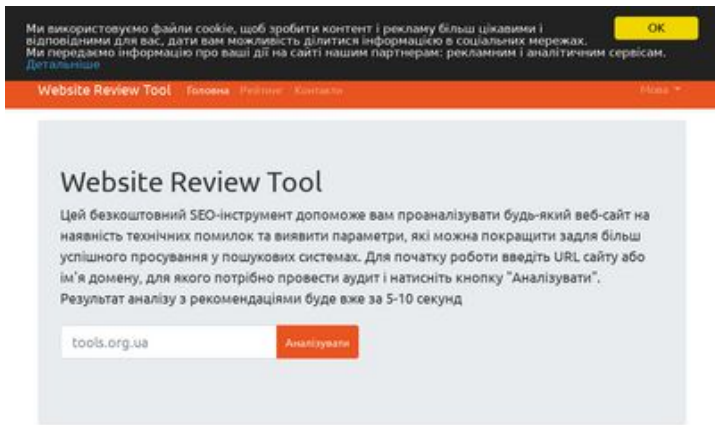 Ми використовуємо файли cookie, щоб зробити контент і рекламу більш цікавими і
відповідними для вас, дати вам можливість ділитися інформацією в соціальних мережах.
Ми передаємо інформацію про ваші дії на сайті нашим партнерам: рекламним і аналітичним сервісам.
Детальніше
OK
Website Review Tool Головна Рейтинг Контакти Мова
Website Review Tool
Цей безкоштовний SEO-інструмент допоможе вам проаналізувати будь-який веб-сайт на
наявність технічних помилок та виявити параметри, які можна покращити задля більш
успішного просування у пошукових системах. Для початку роботи введіть URL сайту або
ім'я домену, для якого потрібно провести аудит і натисніть кнопку "Аналізувати".
Результат аналізу з рекомендаціями буде вже за 5-10 секунд
tools.org.ua Аналізувати